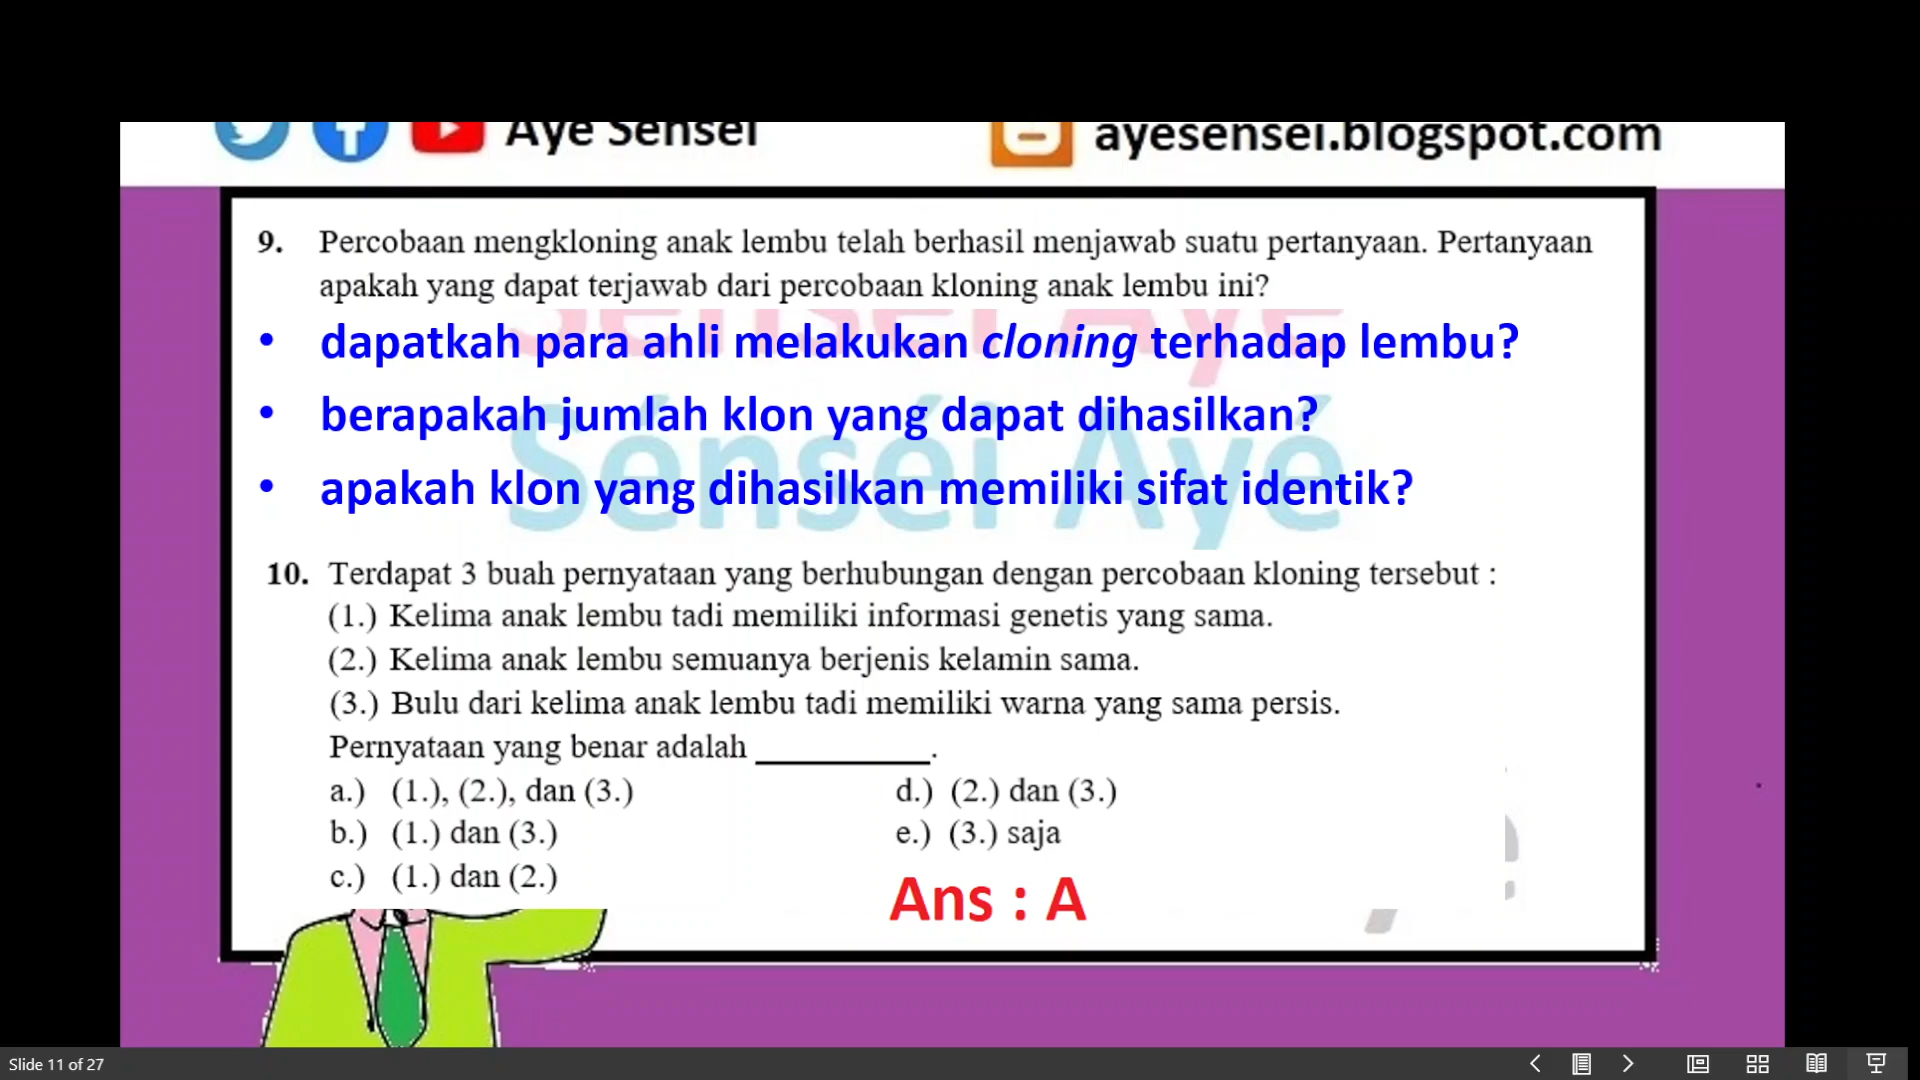 Aye Sensei
ayesensei.blogspot.com
9. Percobaan mengkloning anak lembu telah berhasil menjawab suatu pertanyaan. Pertanyaan
apakah yang dapat terjawab dari percobaan kloning anak lembu ini?
• dapatkah para ahli melakukan cloning terhadap lembu?
• berapakah jumlah klon yang dapat dihasilkan?
• apakah klon yang dihasilkan memiliki sifat identik?
Sénséi Ayé
10. Terdapat 3 buah pernyataan yang berhubungan dengan percobaan kloning tersebut :
(1.) Kelima anak lembu tadi memiliki informasi genetis yang sama.
(2.) Kelima anak lembu semuanya berjenis kelamin sama.
(3.) Bulu dari kelima anak lembu tadi memiliki warna yang sama persis.
Pernyataan yang benar adalah __________.
a.) (1.), (2.), dan (3.)
d.) (2.) dan (3.)
b.) (1.) dan (3.)
e.) (3.) saja
c.) (1.) dan (2.)
Ans : A
Slide 11 of 27